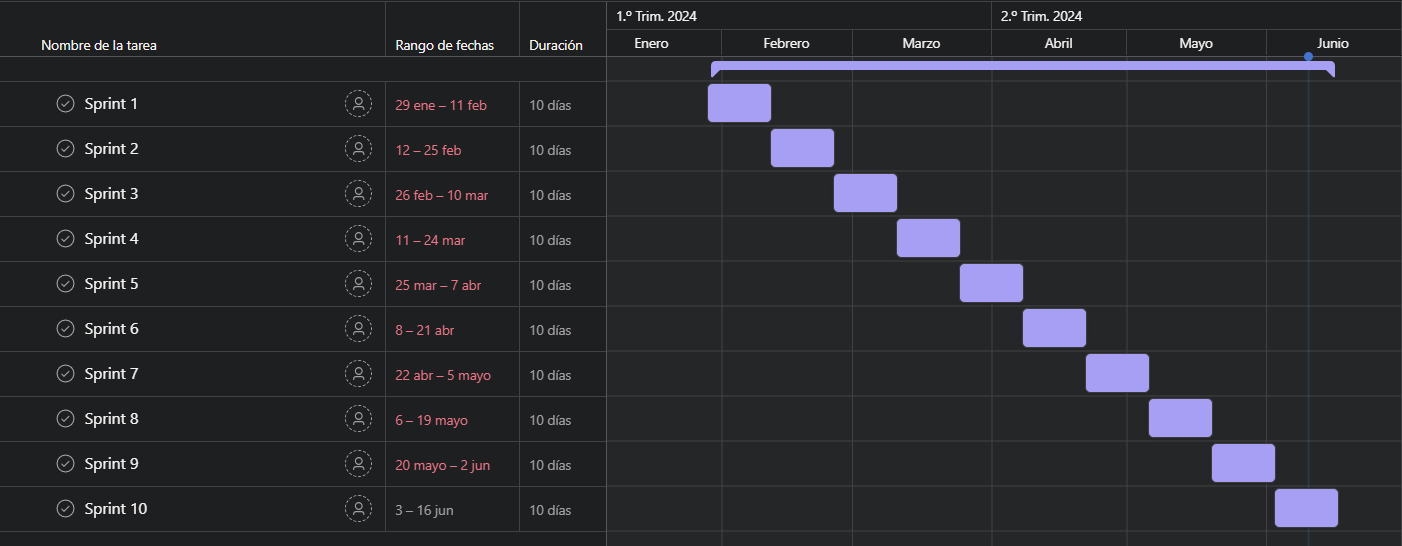 1.º Trim. 2024 2.º Trim. 2024
Nombre de la tarea Rango de fechas Duración Enero Febrero Marzo Abril Mayo Junio
Sprint 1 29 ene – 11 feb 10 días
Sprint 2 12 – 25 feb 10 días
Sprint 3 26 feb – 10 mar 10 días
Sprint 4 11 – 24 mar 10 días
Sprint 5 25 mar – 7 abr 10 días
Sprint 6 8 – 21 abr 10 días
Sprint 7 22 abr – 5 mayo 10 días
Sprint 8 6 – 19 mayo 10 días
Sprint 9 20 mayo – 2 jun 10 días
Sprint 10 3 – 16 jun 10 días